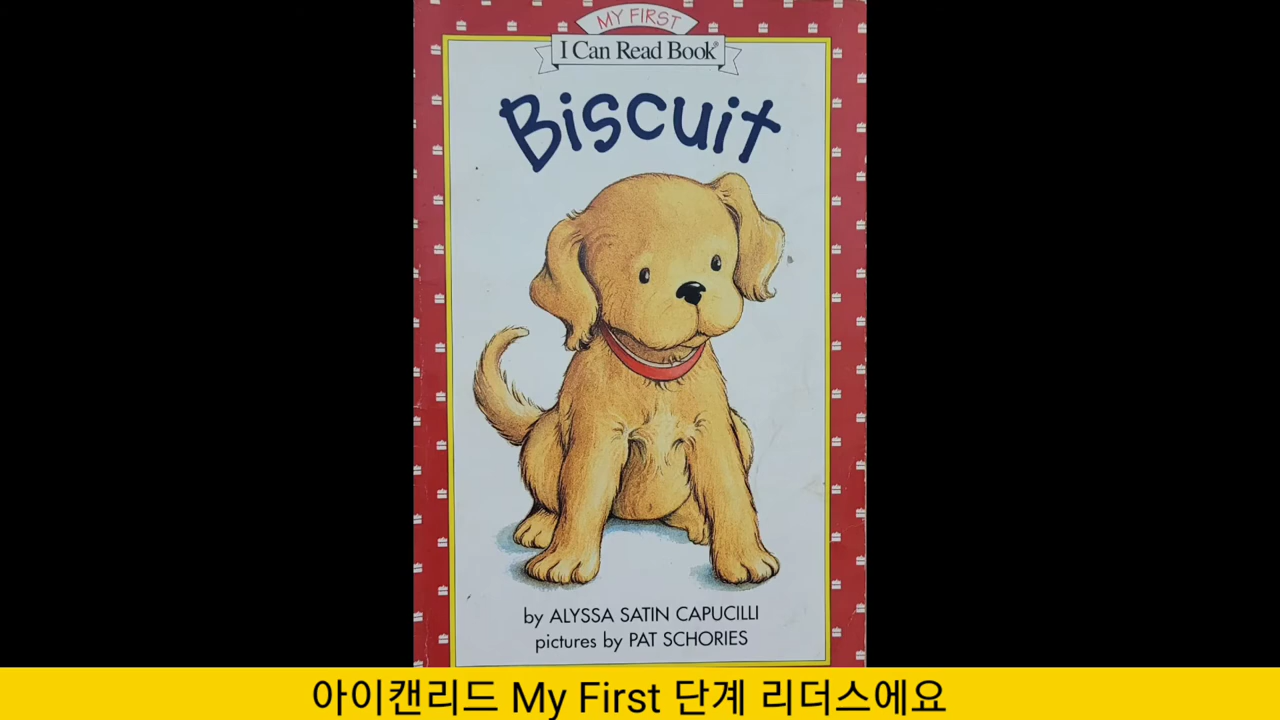 MY FIRST
I Can Read Book®
Biscuit
by ALYSSA SATIN CAPUCILLI
pictures by PAT SCHORIES
아이캔리드 My First 단계 리더스에요